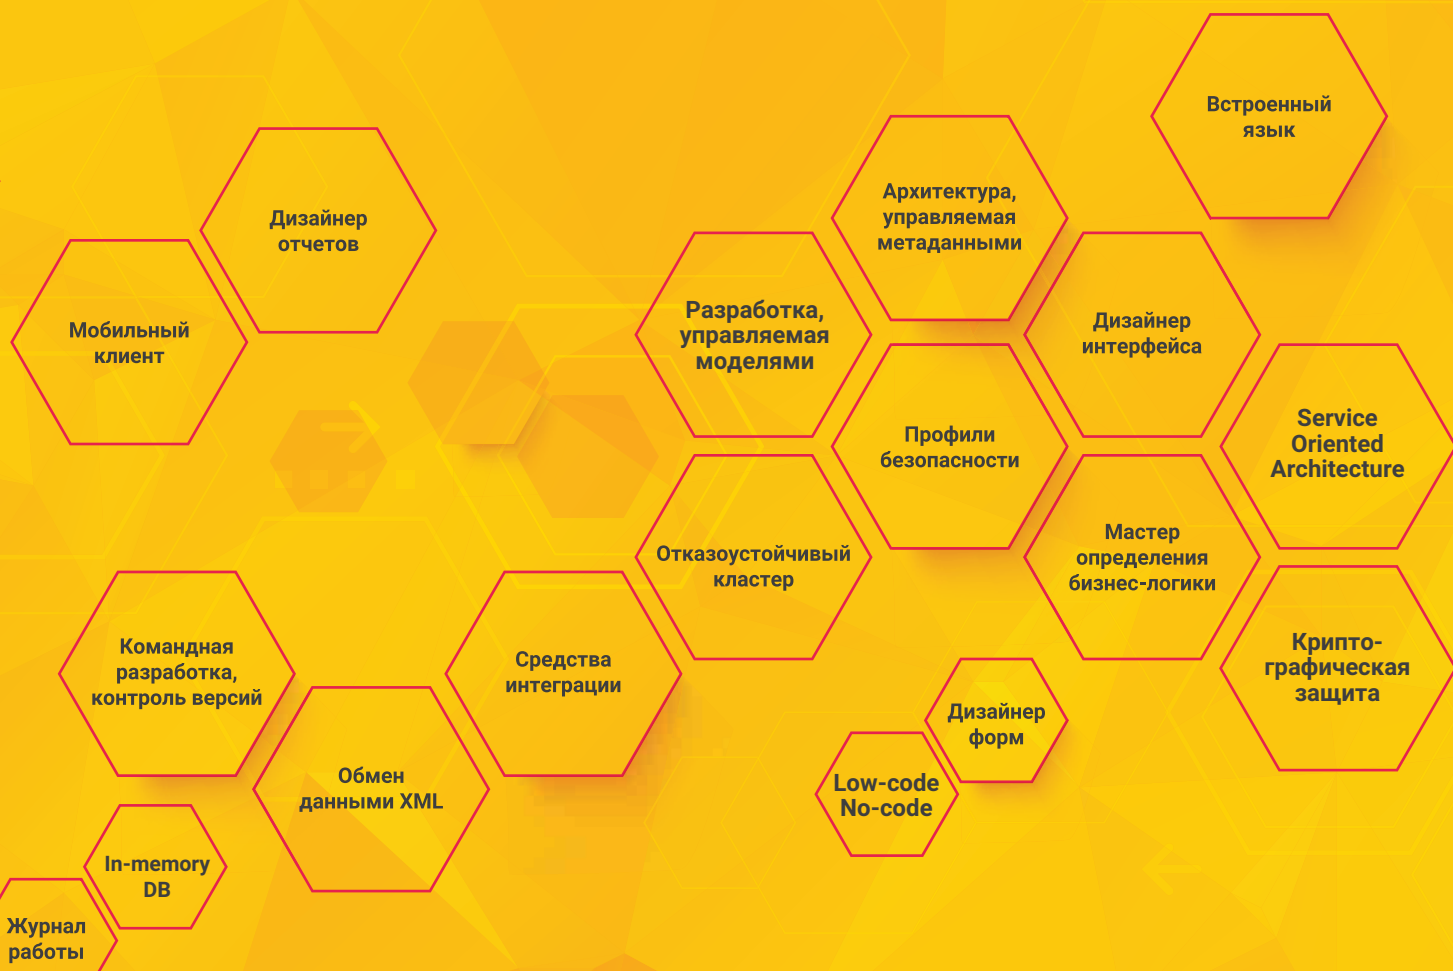 Встроенный
язык
Архитектура,
управляемая
метаданными
Дизайнер
отчетов
Мобильный
клиент
Разработка,
управляемая
моделями
Дизайнер
интерфейса
Профили
безопасности
Service
Oriented
Architecture
Отказоустойчивый
кластер
Мастер
определения
бизнес-логики
Командная
разработка,
контроль версий
Средства
интеграции
Крипто-
графическая
защита
Дизайнер
форм
Обмен
данными XML
Low-code
No-code
In-memory
DB
Журнал
работы